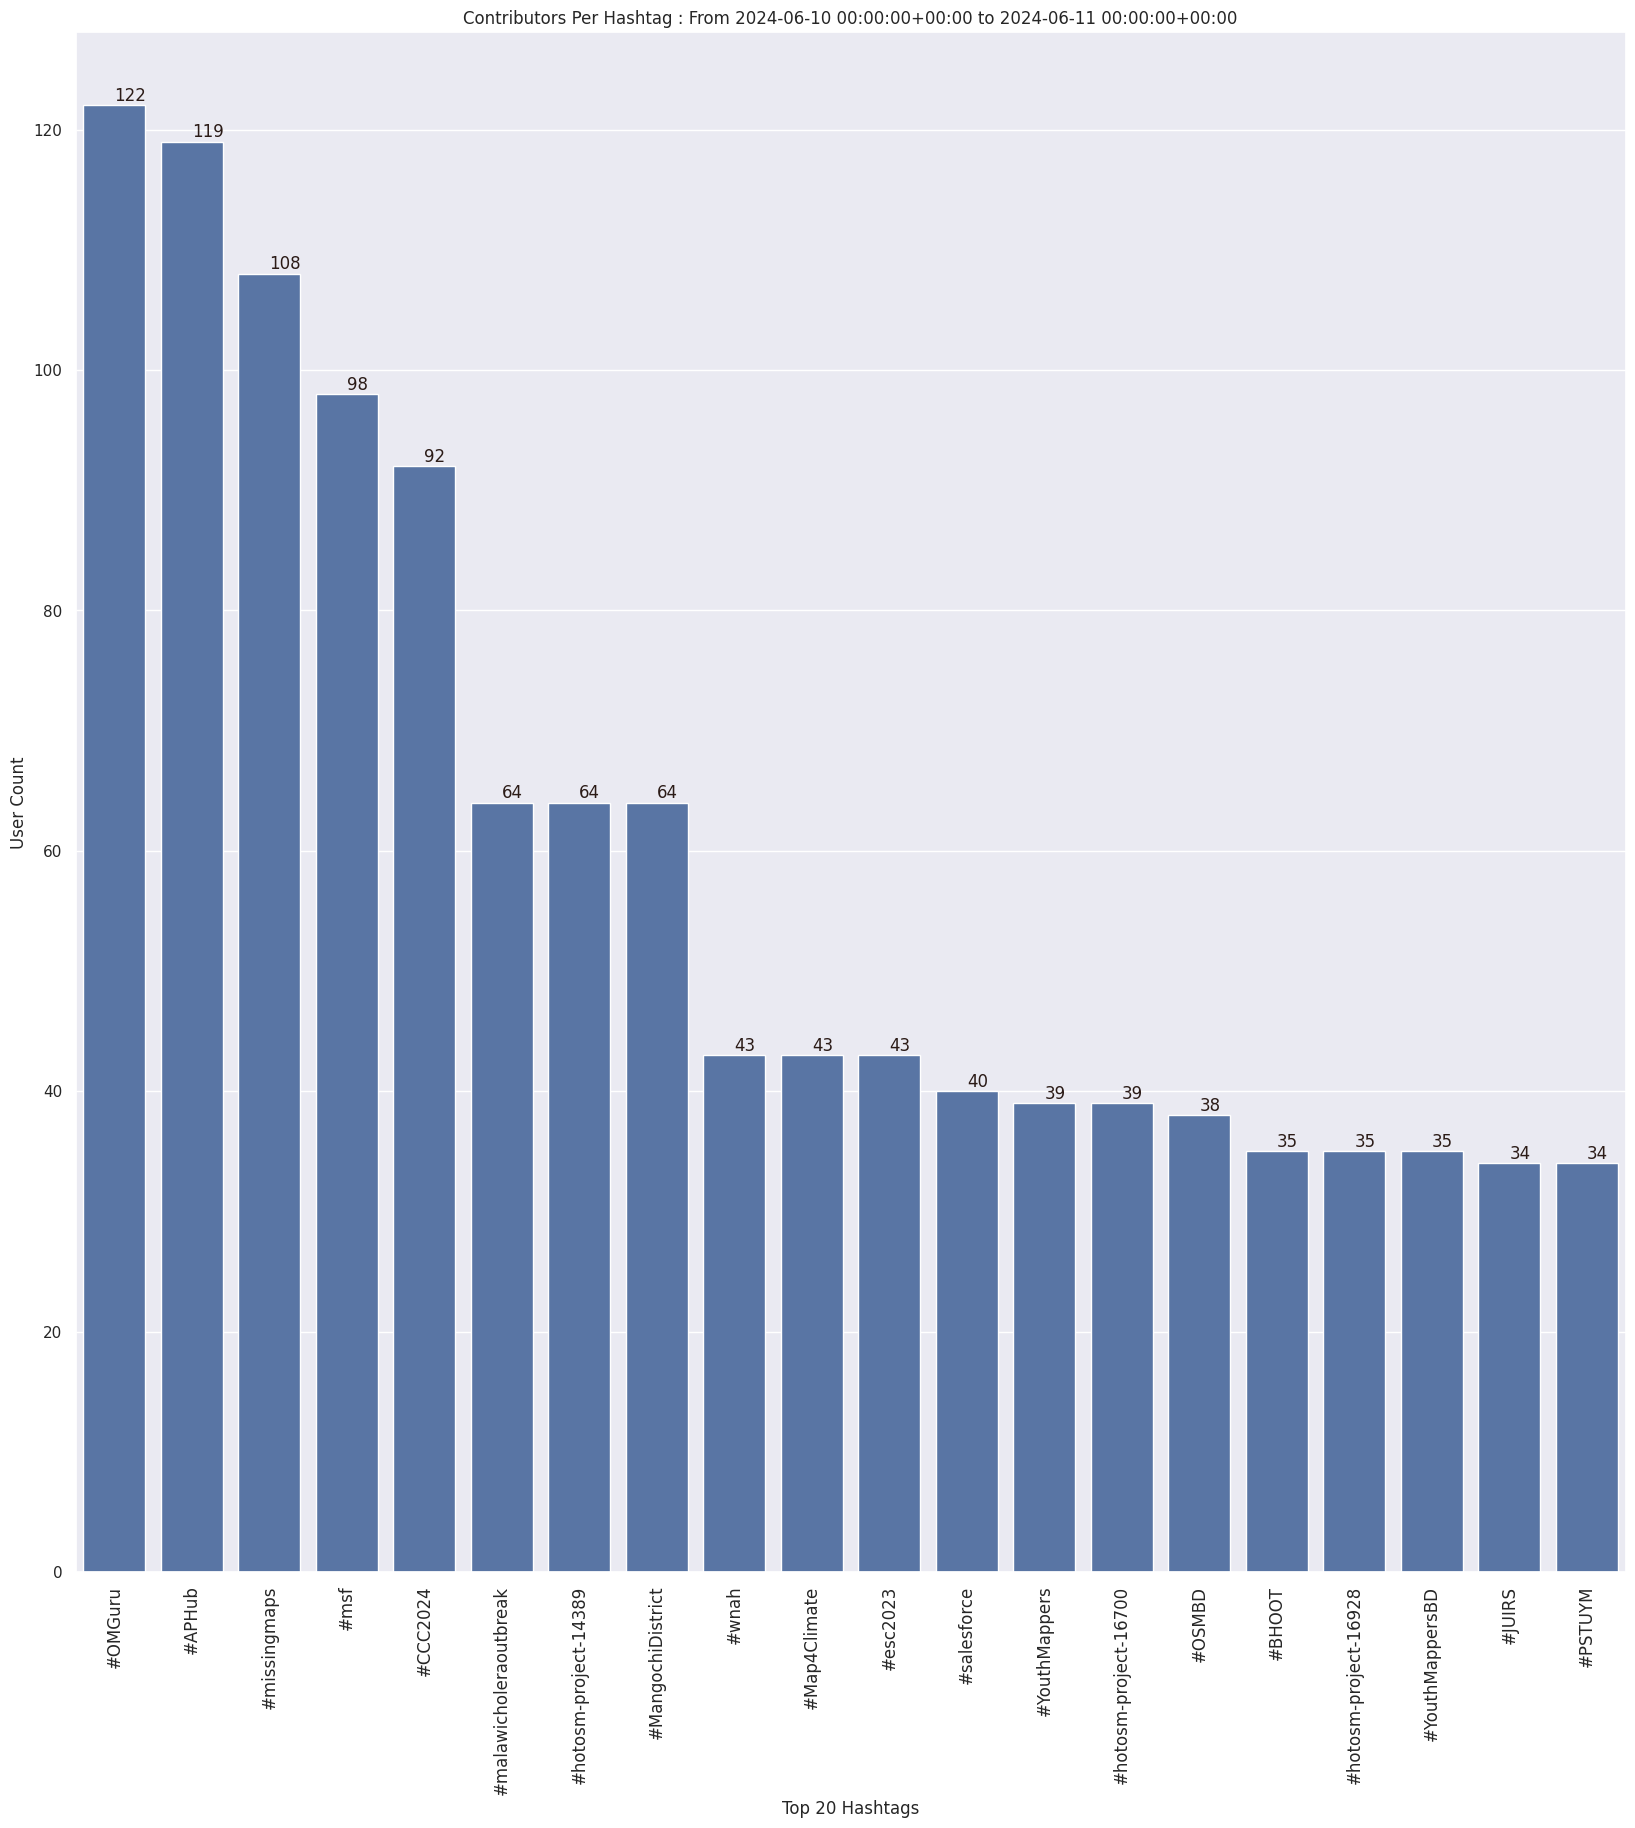 Contributors Per Hashtag : From 2024-06-10 00:00:00+00:00 to 2024-06-11 00:00:00+00:00
User Count
120
100
80
60
40
20
0
122
119
108
98
92
64
64
64
43
43
43
40
39
39
38
35
35
35
34
34
#OMGuru
#APHub
#missingmaps
#msf
#CCC2024
#malawicholeraoutbreak
#hotosm-project-14389
#MangochiDistrict
#wnah
#Map4Climate
#esc2023
#salesforce
#YouthMappers
#hotosm-project-16700
#OSMBD
#BHOOT
#hotosm-project-16928
#YouthMappersBD
#JUIRS
#PSTUYM
Top 20 Hashtags